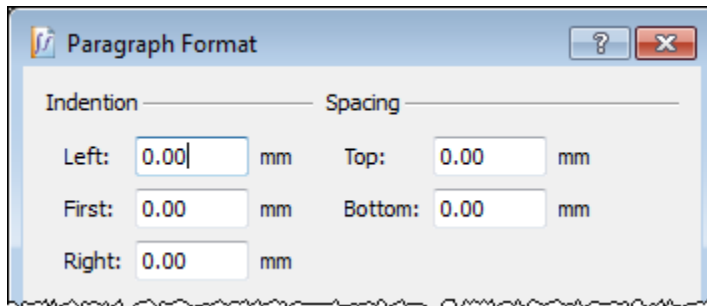 Paragraph Format ?
Indention Spacing
Left: 0.00 mm Top: 0.00 mm
First: 0.00 mm Bottom: 0.00 mm
Right: 0.00 mm